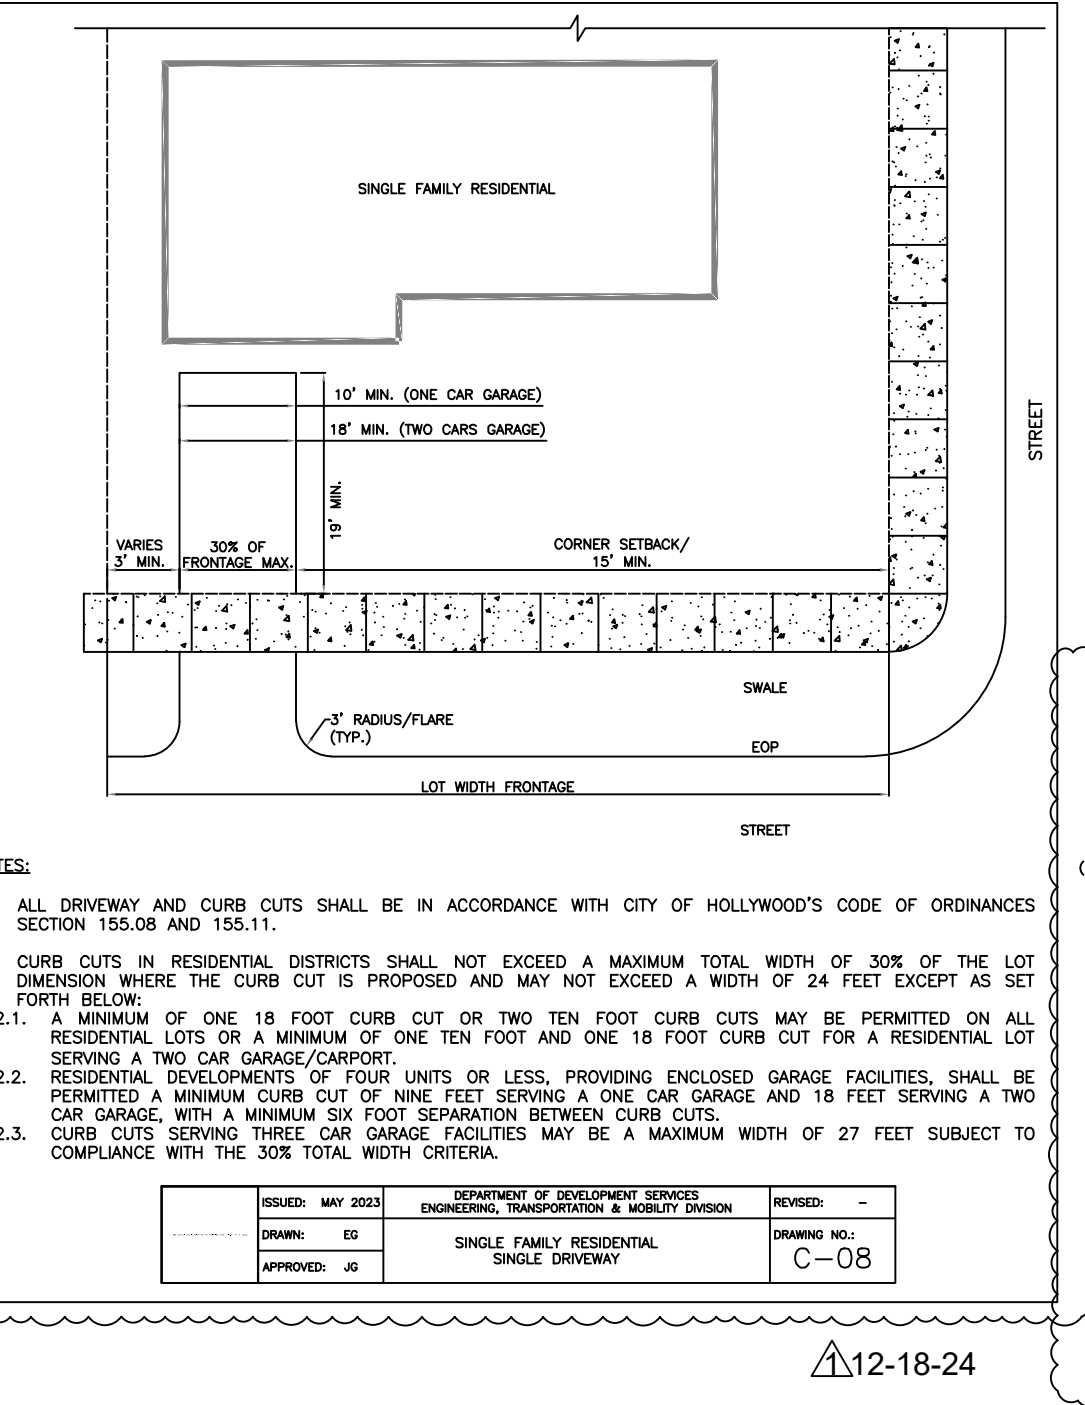 SINGLE FAMILY RESIDENTIAL
10' MIN. (ONE CAR GARAGE)
18' MIN. (TWO CARS GARAGE)
STREET
19' MIN.
VARIES
3' MIN.
30% OF
FRONTAGE MAX.
CORNER SETBACK/
15' MIN.
SWALE
3' RADIUS/FLARE
(TYP.)
EOP
LOT WIDTH FRONTAGE
STREET
TES:
ALL DRIVEWAY AND CURB CUTS SHALL BE IN ACCORDANCE WITH CITY OF HOLLYWOOD'S CODE OF ORDINANCES
SECTION 155.08 AND 155.11.
CURB CUTS IN RESIDENTIAL DISTRICTS SHALL NOT EXCEED A MAXIMUM TOTAL WIDTH OF 30% OF THE LOT
DIMENSION WHERE THE CURB CUT IS PROPOSED AND MAY NOT EXCEED A WIDTH OF 24 FEET EXCEPT AS SET
FORTH BELOW:
2.1. A MINIMUM OF ONE 18 FOOT CURB CUT OR TWO TEN FOOT CURB CUTS MAY BE PERMITTED ON ALL
RESIDENTIAL LOTS OR A MINIMUM OF ONE TEN FOOT AND ONE 18 FOOT CURB CUT FOR A RESIDENTIAL LOT
SERVING A TWO CAR GARAGE/CARPORT.
2.2. RESIDENTIAL DEVELOPMENTS OF FOUR UNITS OR LESS, PROVIDING ENCLOSED GARAGE FACILITIES, SHALL BE
PERMITTED A MINIMUM CURB CUT OF NINE FEET SERVING A ONE CAR GARAGE AND 18 FEET SERVING A TWO
CAR GARAGE, WITH A MINIMUM SIX FOOT SEPARATION BETWEEN CURB CUTS.
2.3. CURB CUTS SERVING THREE CAR GARAGE FACILITIES MAY BE A MAXIMUM WIDTH OF 27 FEET SUBJECT TO
COMPLIANCE WITH THE 30% TOTAL WIDTH CRITERIA.
ISSUED: MAY 2023
DRAWN: EG
APPROVED: JG
DEPARTMENT OF DEVELOPMENT SERVICES
ENGINEERING, TRANSPORTATION & MOBILITY DIVISION
SINGLE FAMILY RESIDENTIAL
SINGLE DRIVEWAY
REVISED: -
DRAWING NO.:
C-08
1 12-18-24